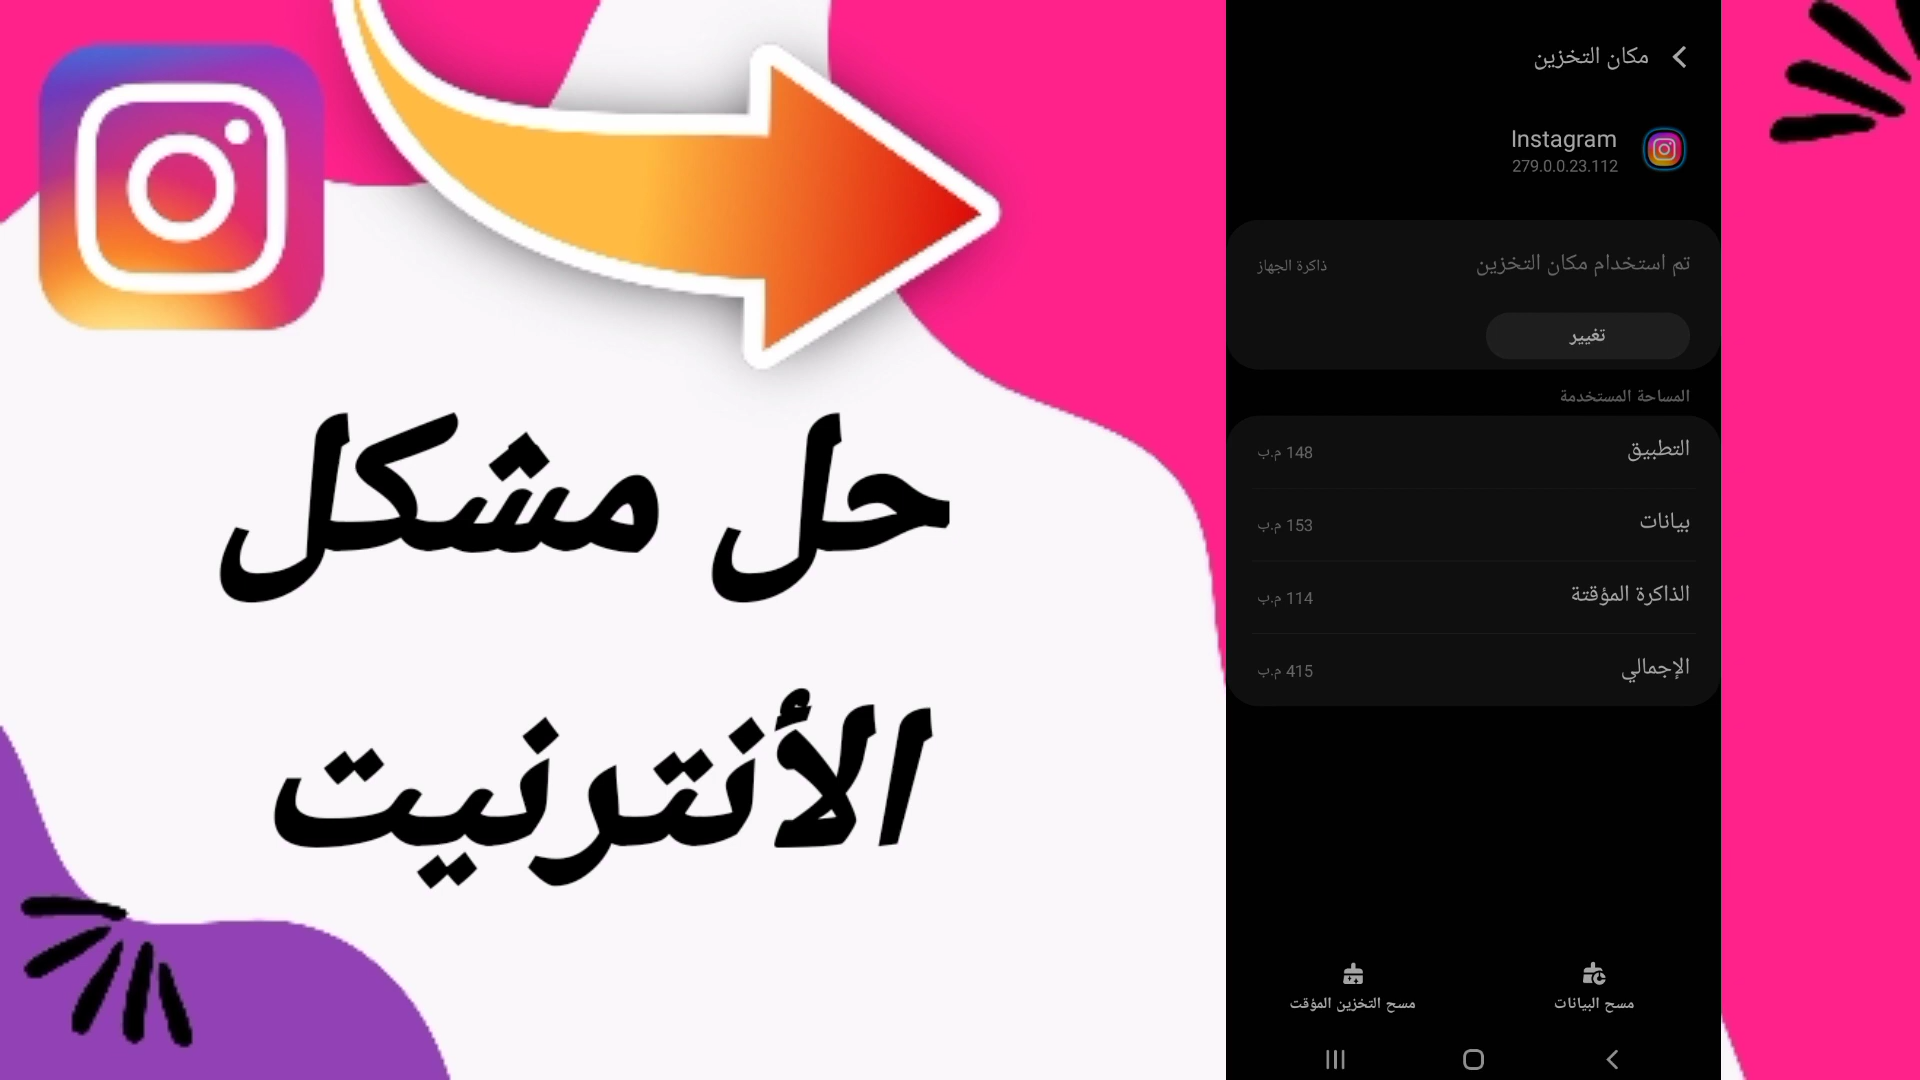 حل مشكل
الأنترنيت
مكان التخزين
Instagram
279.0.0.23.112
تم استخدام مكان التخزين ذاكرة الجهاز
تغيير
المساحة المستخدمة
التطبيق 148 م.ب
بيانات 153 م.ب
الذاكرة المؤقتة 114 م.ب
الإجمالي 415 م.ب
مسح البيانات مسح التخزين المؤقت